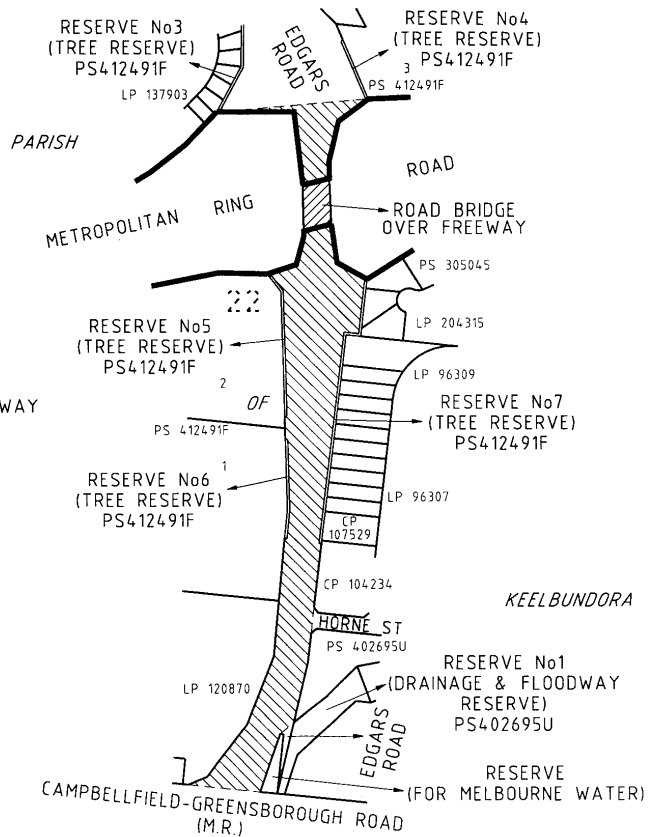 RESERVE No3
(TREE RESERVE)
PS412491F
EDGARS
ROAD
RESERVE No4
(TREE RESERVE)
PS412491F
3
PS 412491F
LP 137903
PARISH
ROAD
METROPOLITAN RING
ROAD BRIDGE
OVER FREEWAY
PS 305045
22
RESERVE No5
(TREE RESERVE)
PS412491F
LP 204315
LP 96309
2
WAY
OF
RESERVE No7
(TREE RESERVE)
PS412491F
PS 412491F
1
RESERVE No6
(TREE RESERVE)
PS412491F
LP 96307
CP
107529
CP 104234
KEELBUNDORA
HORNE ST
PS 402695U
RESERVE No1
(DRAINAGE & FLOODWAY
RESERVE)
PS402695U
LP 120870
EDGARS
ROAD
RESERVE
(FOR MELBOURNE WATER)
CAMPBELLFIELD-GREENSBOROUGH ROAD
(M.R.)